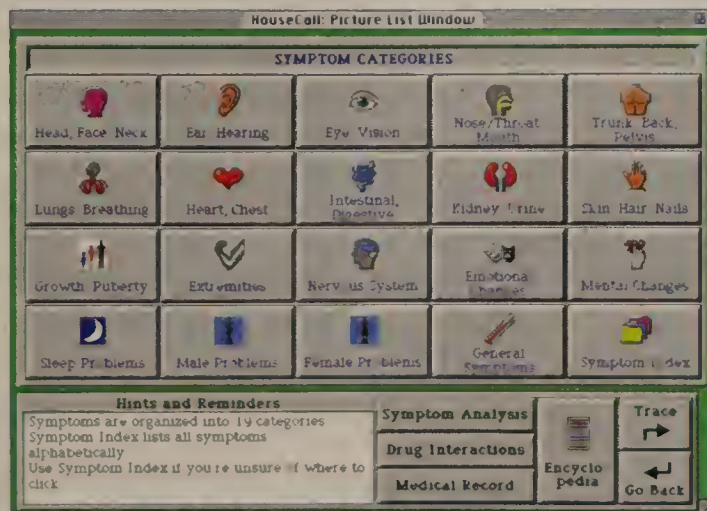 HouseCall: Picture List Window
SYMPTOM CATEGORIES
Head, Face Neck
Ear Hearing
Eye Vision
Nose/Throat
Mouth
Trunk Back,
Pelvis
Lungs Breathing
Heart, Chest
Intestinal,
Digestive
Kidney Urine
Skin Hair Nails
Growth Puberty
Extremities
Nervous System
Emotional
Changes
Mental Changes
Sleep Problems
Male Problems
Female Problems
General
Symptoms
Symptom Index
Hints and Reminders
Symptoms are organized into 19 categories
Symptom Index lists all symptoms
alphabetically
Use Symptom Index if you're unsure of where to
click
Symptom Analysis
Drug Interactions
Medical Record
Encyclo
pedia
Trace
Go Back